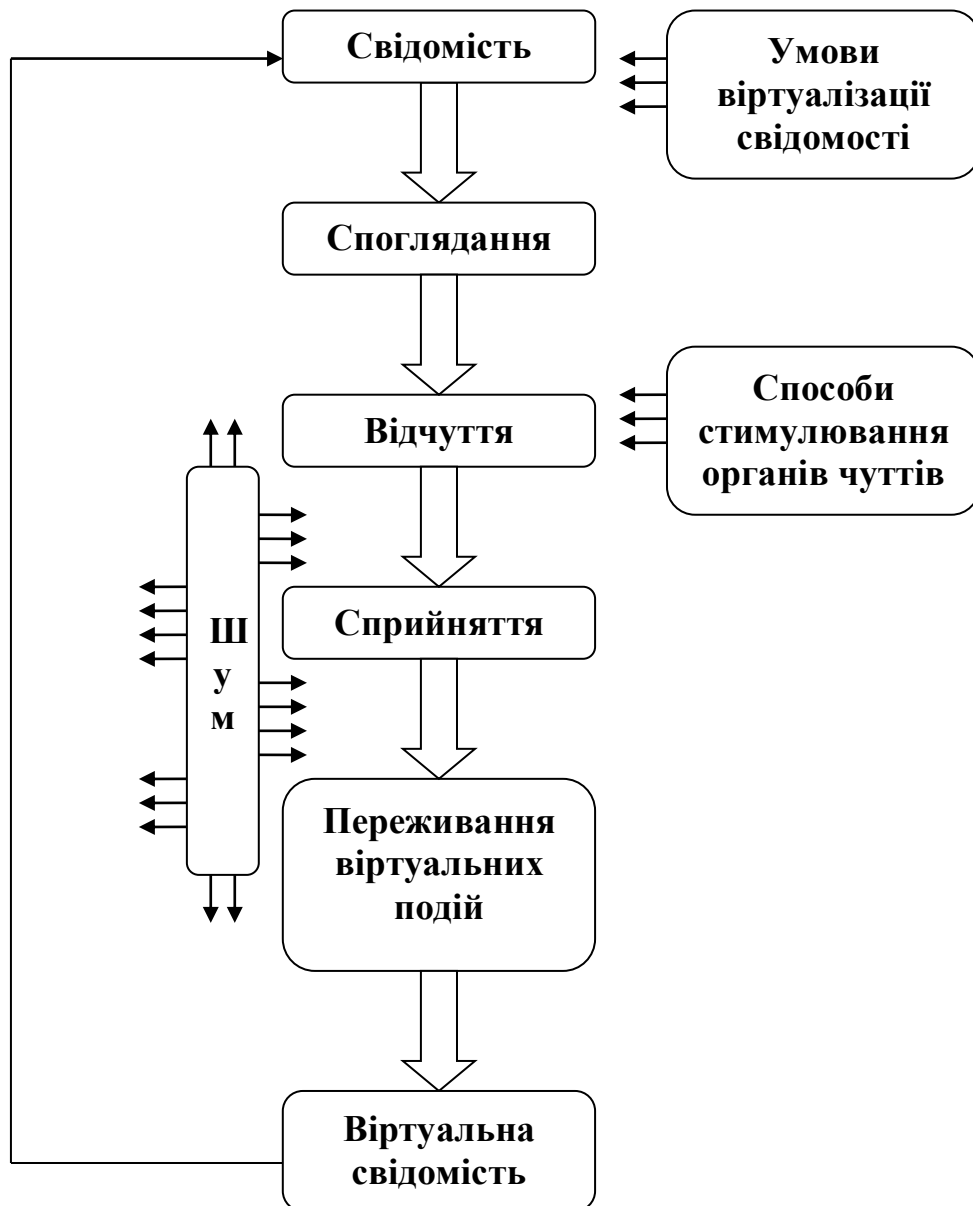 Свідомість
Умови
віртуалізації
свідомості
Споглядання
Відчуття
Способи
стимулювання
органів чуттів
Сприйняття
Ш
у
м
Переживання
віртуальних
подій
Віртуальна
свідомість